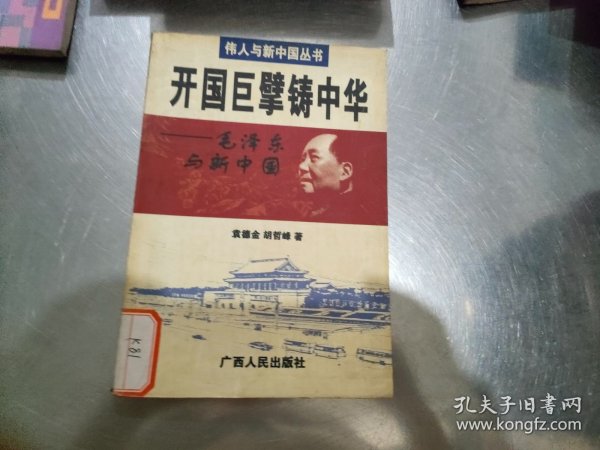 伟人与新中国丛书
开国巨擘铸中华
——毛泽东
与新中国
袁德金 胡哲峰 著
广西人民出版社
K81
孔夫子旧书网
www.kongfz.com